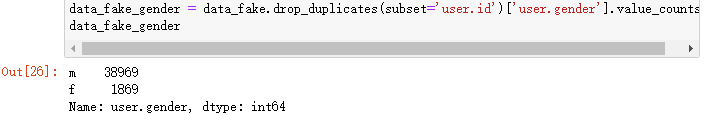 data_fake_gender = data_fake.drop_duplicates(subset='user.id')['user.gender'].value_counts
data_fake_gender
Out[26]: m    38969
f     1869
Name: user.gender, dtype: int64